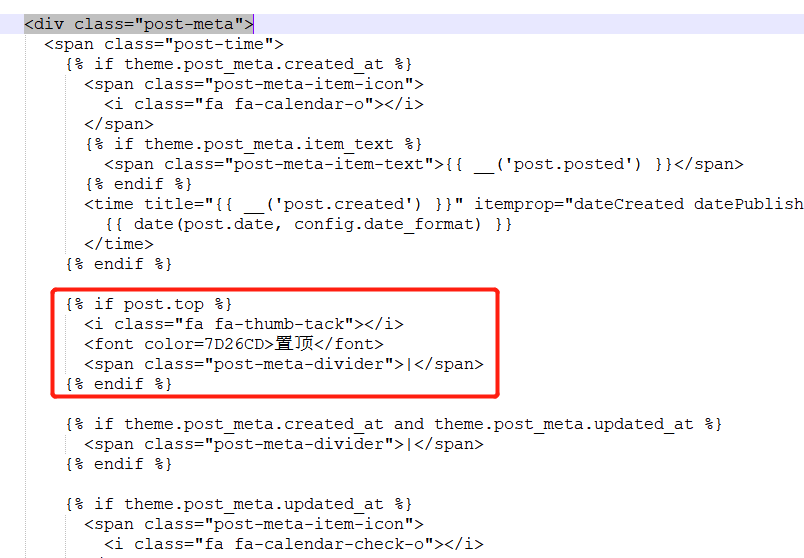 <div class="post-meta">
<span class="post-time">
{% if theme.post_meta.created_at %}
<span class="post-meta-item-icon">
<i class="fa fa-calendar-o"></i>
</span>
{% if theme.post_meta.item_text %}
<span class="post-meta-item-text">{{ __('post.posted') }}</span>
{% endif %}
<time title="{{ __('post.created') }}" itemprop="dateCreated datePublish
{{ date(post.date, config.date_format) }}
</time>
{% endif %}
{% if post.top %}
<i class="fa fa-thumb-tack"></i>
<font color=7D26CD>置顶</font>
<span class="post-meta-divider">|</span>
{% endif %}
{% if theme.post_meta.created_at and theme.post_meta.updated_at %}
<span class="post-meta-divider">|</span>
{% endif %}
{% if theme.post_meta.updated_at %}
<span class="post-meta-item-icon">
<i class="fa fa-calendar-check-o"></i>